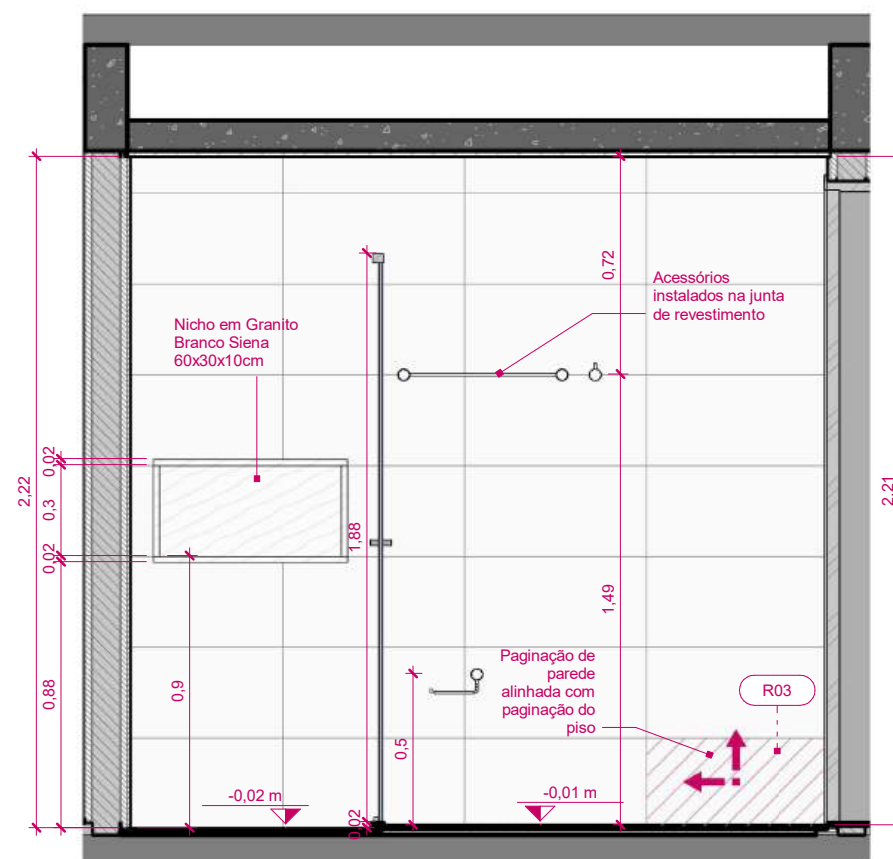 0,72
Acessórios
instalados na junta
de revestimento
Nicho em Granito
Branco Siena
60x30x10cm
2,22
0,02
0,3
0,02
0,88
0,9
1,88
0,02
0,5
1,49
2.21
Paginação de
parede
alinhada com
paginação do
piso
R03
-0,02 m
-0,01 m